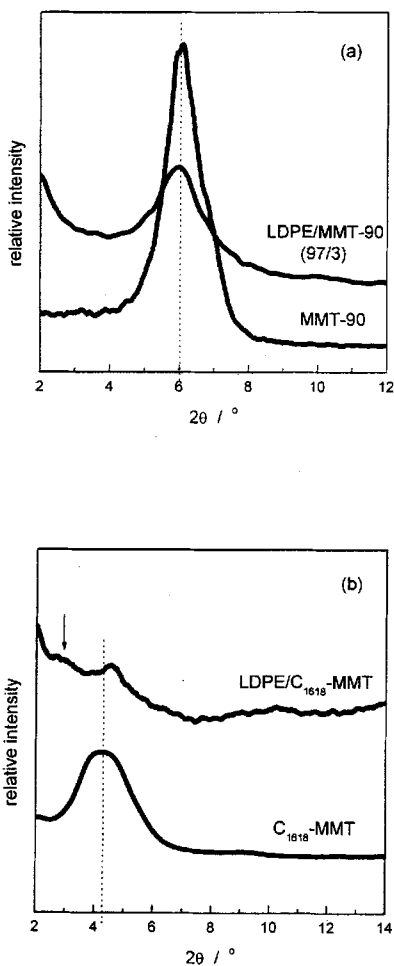 (a)
relative intensity
LDPE/MMT-90
(97/3)
MMT-90
2 4 6 8 10 12
2θ / °
(b)
relative intensity
LDPE/C₁₆₁₈-MMT
C₁₆₁₈-MMT
2 4 6 8 10 12 14
2θ / °